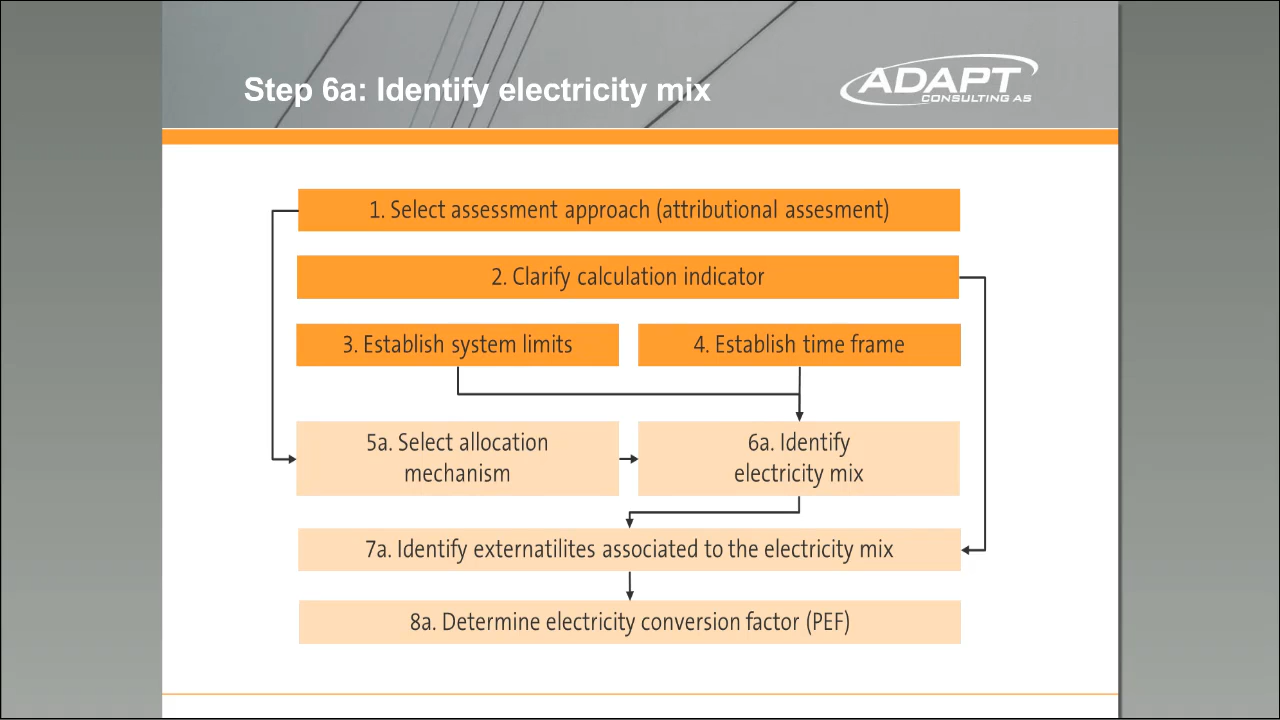 Step 6a: Identify electricity mix
ADAPT
CONSULTING AS
1. Select assessment approach (attributional assesment)
2. Clarify calculation indicator
3. Establish system limits
4. Establish time frame
5a. Select allocation
mechanism
6a. Identify
electricity mix
7a. Identify externatilites associated to the electricity mix
8a. Determine electricity conversion factor (PEF)